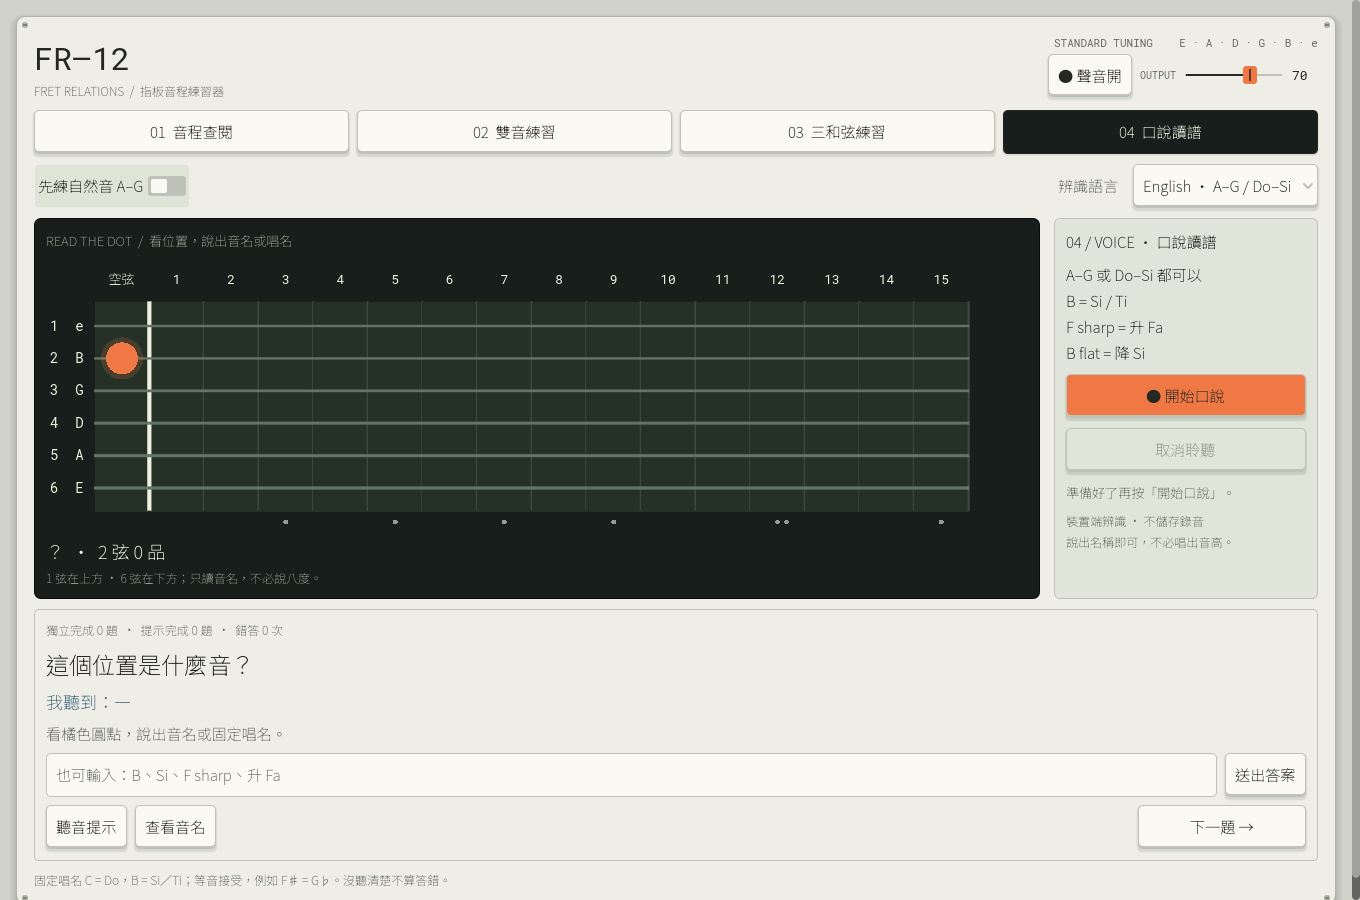 FR–12
STANDARD TUNING E · A · D · G · B · e
● 聲音開 OUTPUT 70
FRET RELATIONS / 指板音程練習器
01 音程查閱 02 雙音練習 03 三和弦練習 04 口說讀譜
先練自然音 A–G 辨識語言 English · A–G / Do–Si
READ THE DOT / 看位置，說出音名或唱名
空弦 1 2 3 4 5 6 7 8 9 10 11 12 13 14 15
1 e
2 B
3 G
4 D
5 A
6 E
? · 2 弦 0 品
1 弦在上方 · 6 弦在下方；只讀音名，不必說八度。
04 / VOICE · 口說讀譜
A–G 或 Do–Si 都可以
B = Si / Ti
F sharp = 升 Fa
B flat = 降 Si
● 開始口說
取消聆聽
準備好了再按「開始口說」。
裝置端辨識 · 不儲存錄音
說出名稱即可，不必唱出音高。
獨立完成 0 題 · 提示完成 0 題 · 錯答 0 次
這個位置是什麼音？
我聽到：—
看橘色圓點，說出音名或固定唱名。
也可輸入：B、Si、F sharp、升 Fa 送出答案
聽音提示 查看音名 下一題 →
固定唱名 C = Do，B = Si／Ti；等音接受，例如 F♯ = G♭。沒聽清楚不算答錯。